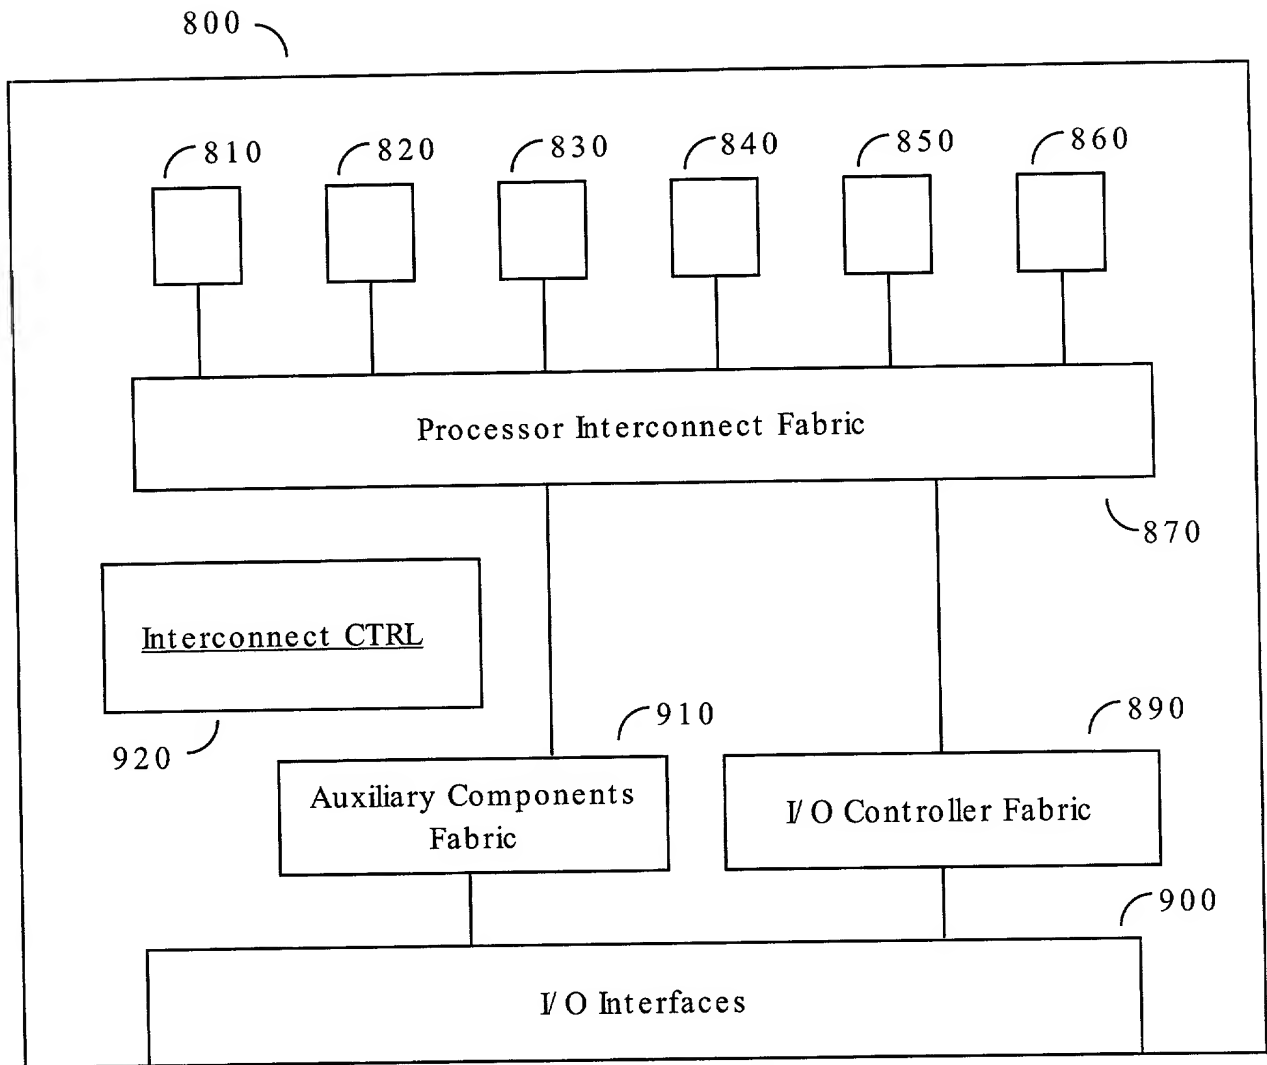 800
810 820 830 840 850 860
Processor Interconnect Fabric
870
Interconnect CTRL
920
910
890
Auxiliary Components
Fabric
I/O Controller Fabric
900
I/O Interfaces